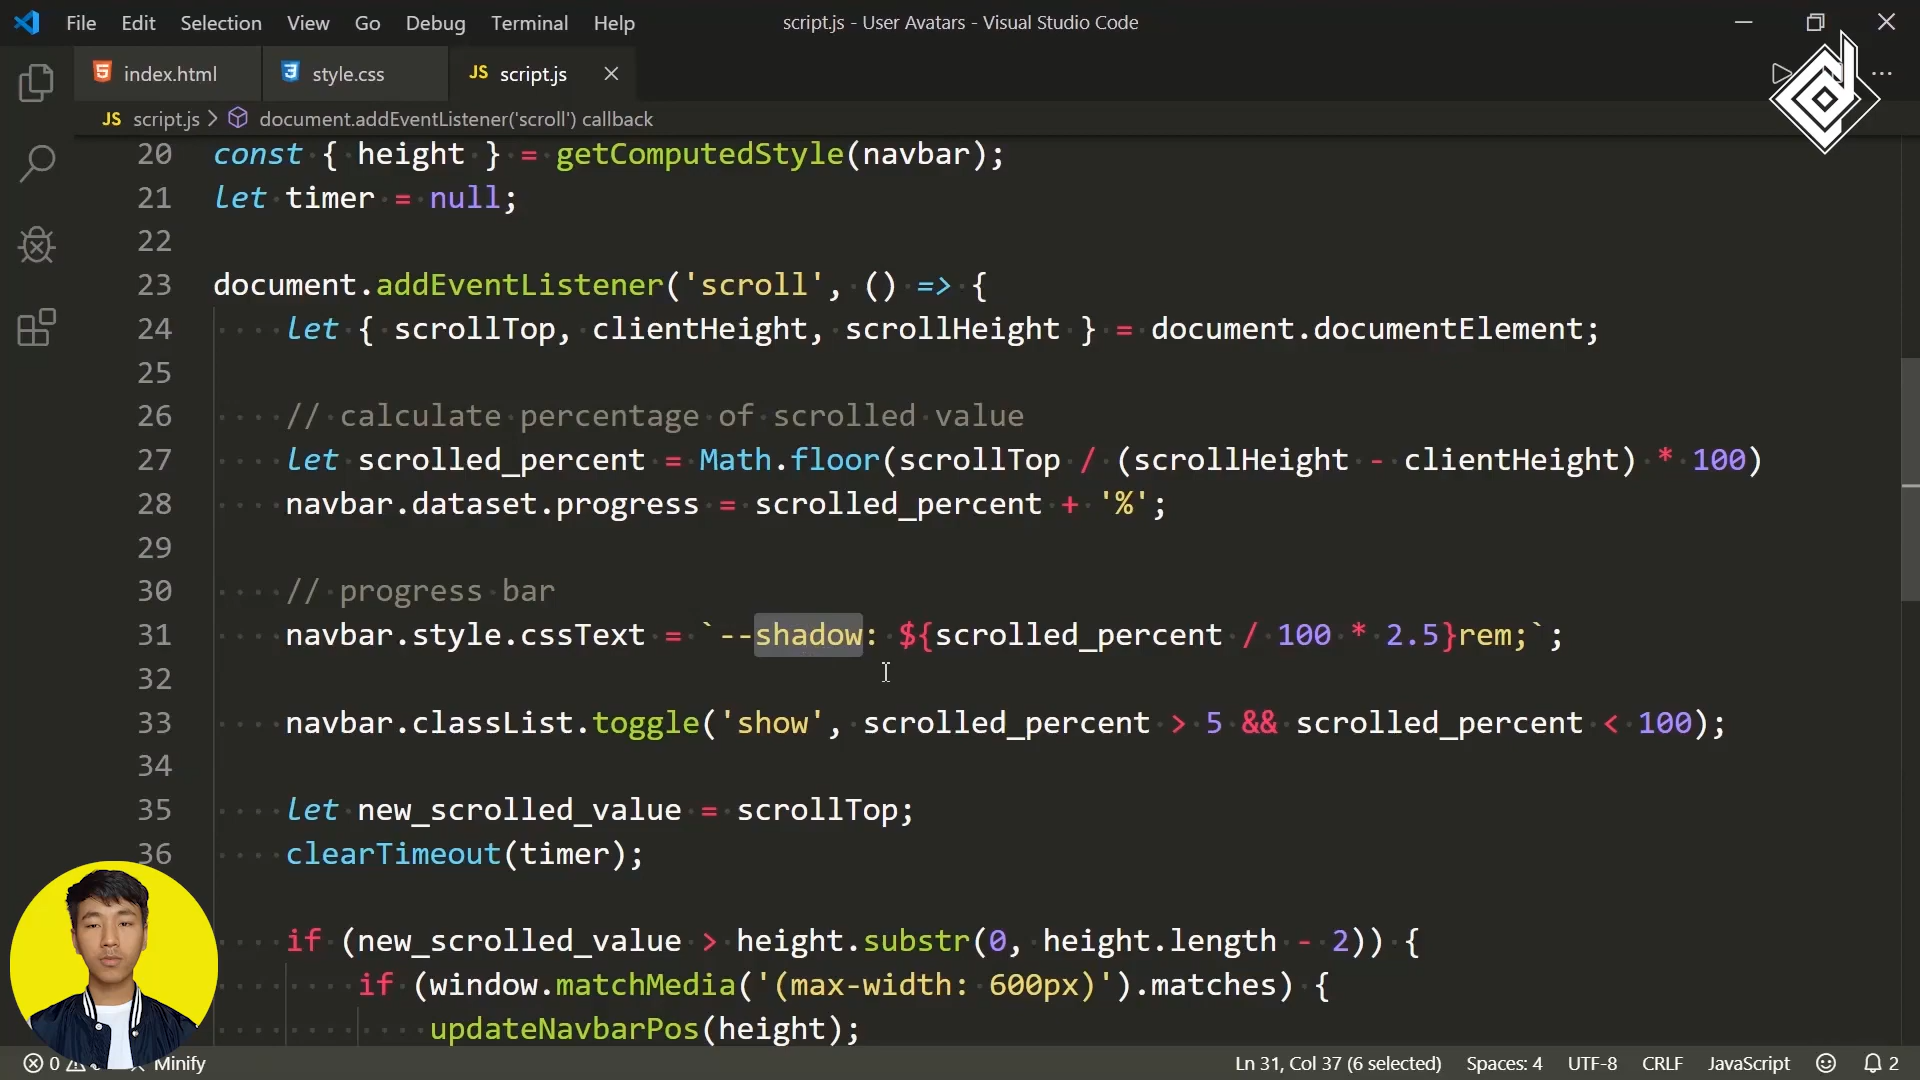 File Edit Selection View Go Debug Terminal Help script.js - User Avatars - Visual Studio Code
index.html style.css JS script.js
JS script.js > document.addEventListener('scroll') callback
20 const { height } = getComputedStyle(navbar);
21 let timer = null;
22
23 document.addEventListener('scroll', () => {
24 let { scrollTop, clientHeight, scrollHeight } = document.documentElement;
25
26 // calculate percentage of scrolled value
27 let scrolled_percent = Math.floor(scrollTop / (scrollHeight - clientHeight) * 100)
28 navbar.dataset.progress = scrolled_percent + '%';
29
30 // progress bar
31 navbar.style.cssText = `--shadow: ${scrolled_percent / 100 * 2.5}rem;`;
32
33 navbar.classList.toggle('show', scrolled_percent > 5 && scrolled_percent < 100);
34
35 let new_scrolled_value = scrollTop;
36 clearTimeout(timer);
if (new_scrolled_value > height.substr(0, height.length - 2)) {
if (window.matchMedia('(max-width: 600px)').matches) {
updateNavbarPos(height);
0 Minify Ln 31, Col 37 (6 selected) Spaces: 4 UTF-8 CRLF JavaScript 2